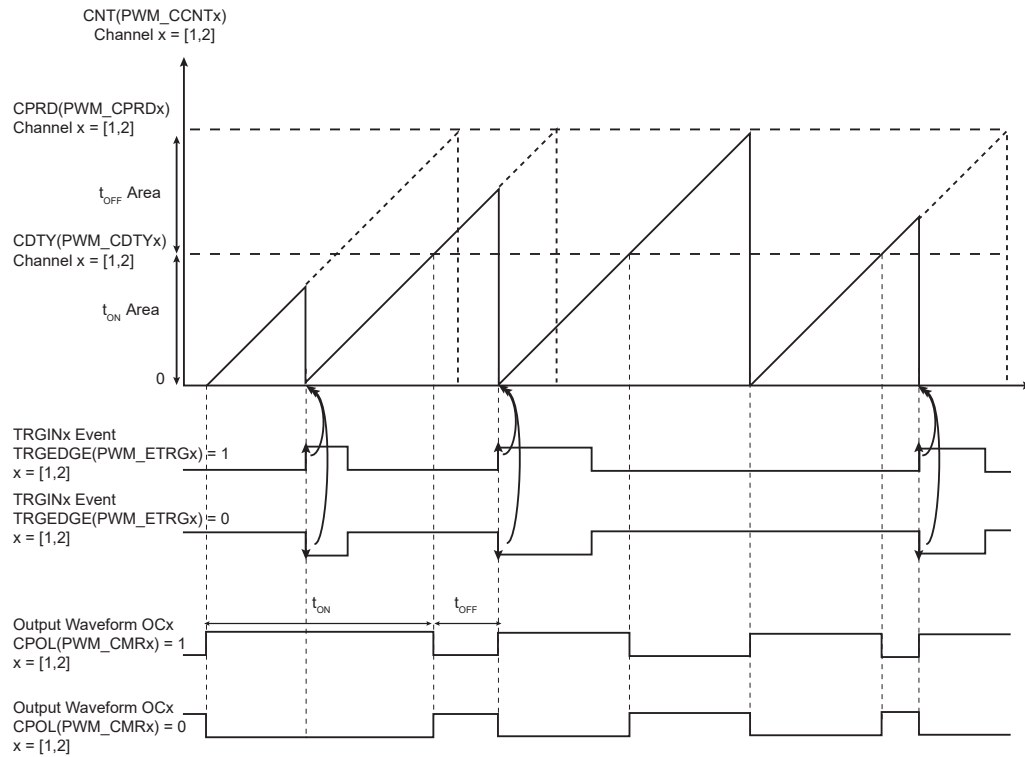 CNT(PWM_CCNTx)
Channel x = [1,2]
CPRD(PWM_CPRDx)
Channel x = [1,2]
tOFF Area
CDTY(PWM_CDTYx)
Channel x = [1,2]
tON Area
0
TRGINx Event
TRGEDGE(PWM_ETRGx) = 1
x = [1,2]
TRGINx Event
TRGEDGE(PWM_ETRGx) = 0
x = [1,2]
tON
tOFF
Output Waveform OCx
CPOL(PWM_CMRx) = 1
x = [1,2]
Output Waveform OCx
CPOL(PWM_CMRx) = 0
x = [1,2]